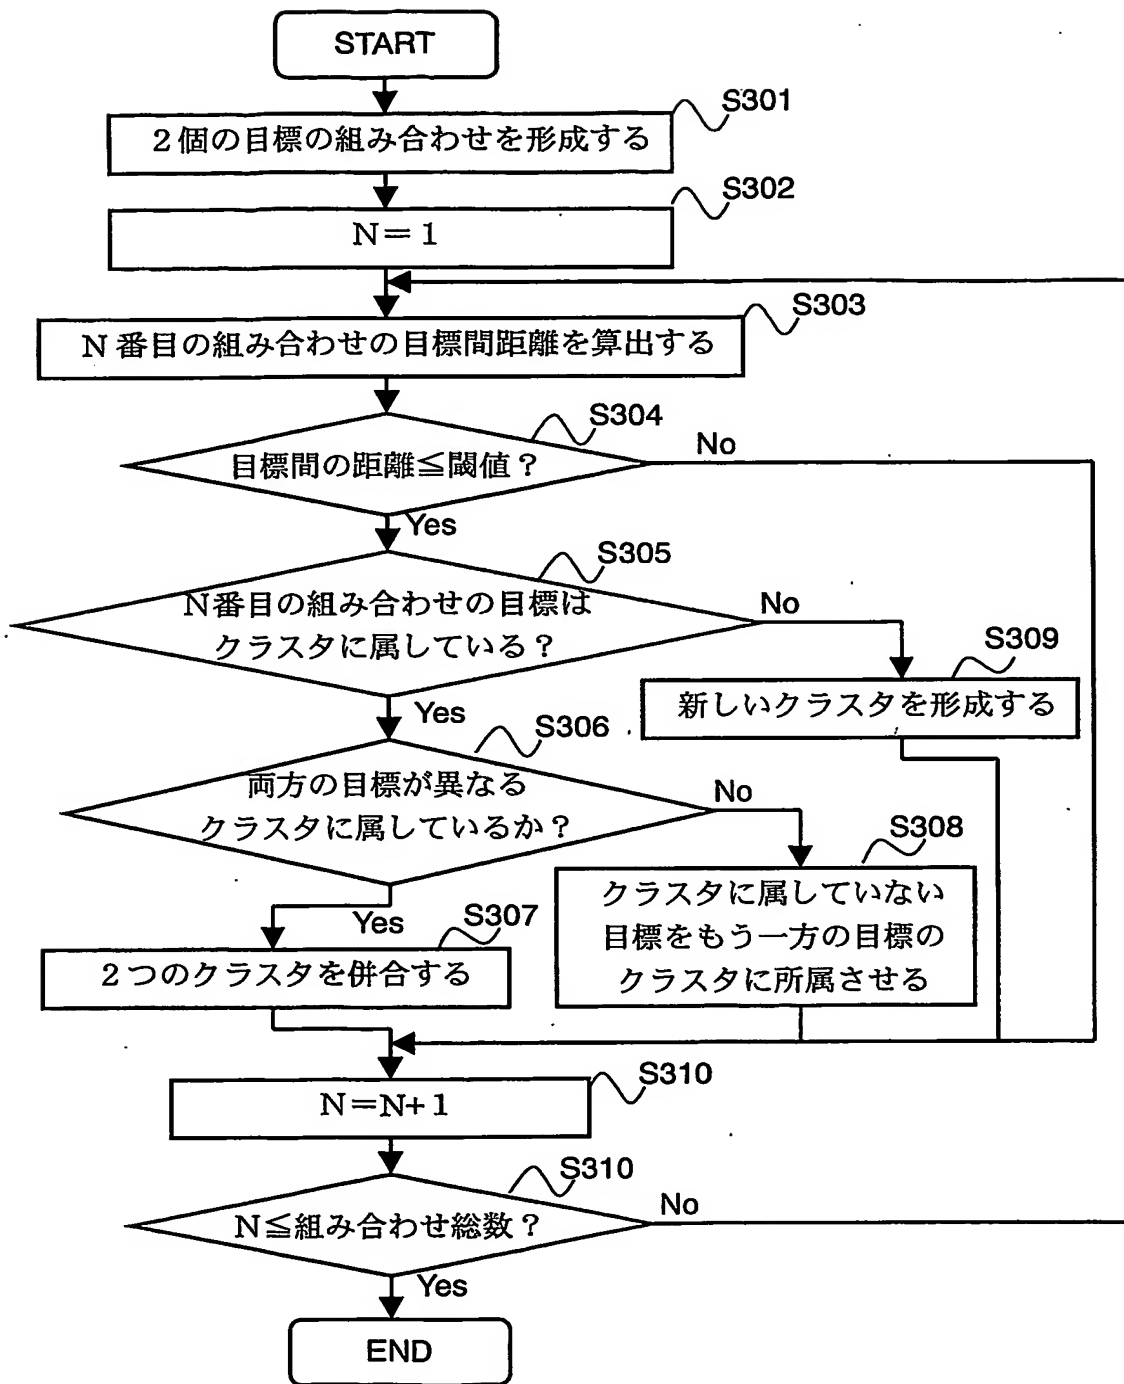 START
S301
2個の目標の組み合わせを形成する
S302
N=1
S303
N番目の組み合わせの目標間距離を算出する
S304
目標間の距離≦閾値?
No
Yes
S305
N番目の組み合わせの目標は
クラスタに属している?
No
S309
新しいクラスタを形成する
Yes
S306
両方の目標が異なる
クラスタに属しているか?
No
S308
クラスタに属していない
目標をもう一方の目標の
クラスタに所属させる
Yes
S307
2つのクラスタを併合する
S310
N=N+1
S310
N≦組み合わせ総数?
No
Yes
END